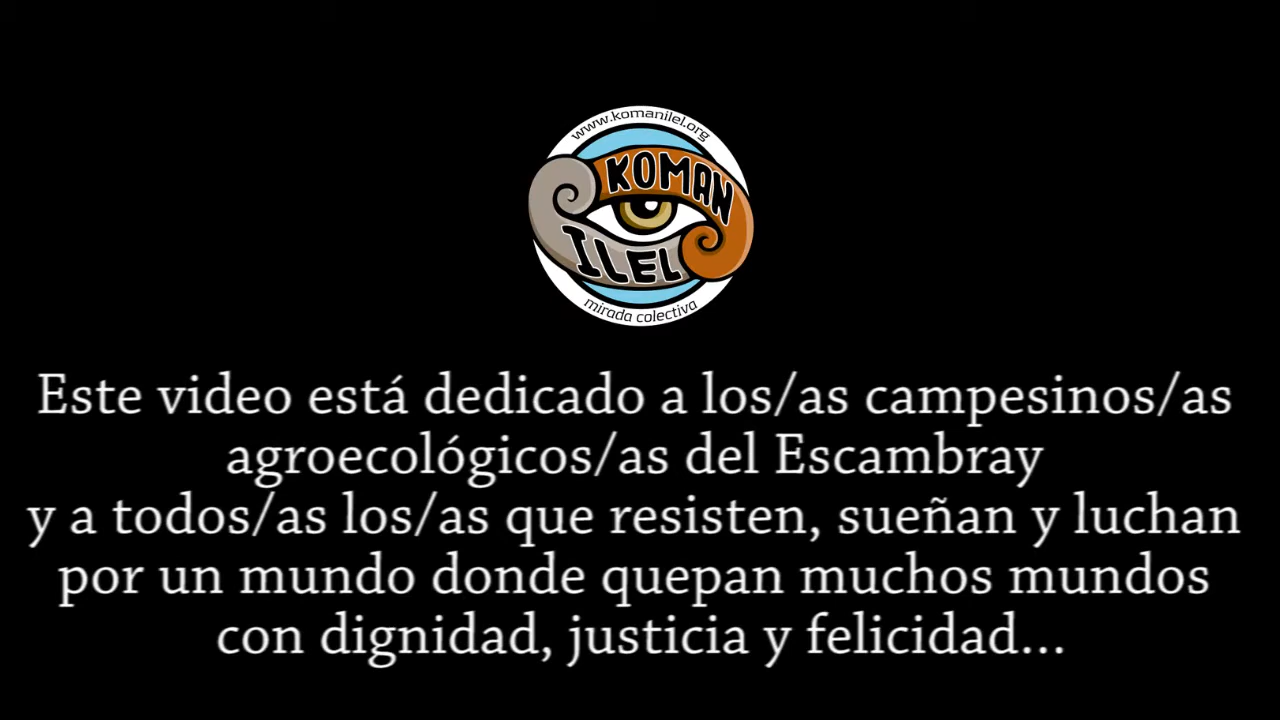 www.komanilel.org
KOMAN
ILEL
mirada colectiva
Este video está dedicado a los/as campesinos/as
agroecológicos/as del Escambray
y a todos/as los/as que resisten, sueñan y luchan
por un mundo donde quepan muchos mundos
con dignidad, justicia y felicidad...